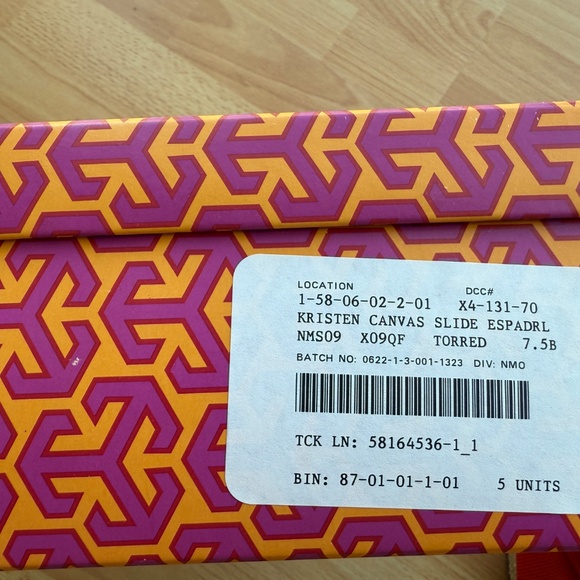 LOCATION DCC#
1-58-06-02-2-01 X4-131-70
KRISTEN CANVAS SLIDE ESPADRL
NMS09 X09QF TORRED 7.5B
BATCH NO: 0622-1-3-001-1323 DIV: NMO
TCK LN: 58164536-1_1
BIN: 87-01-01-1-01 5 UNITS